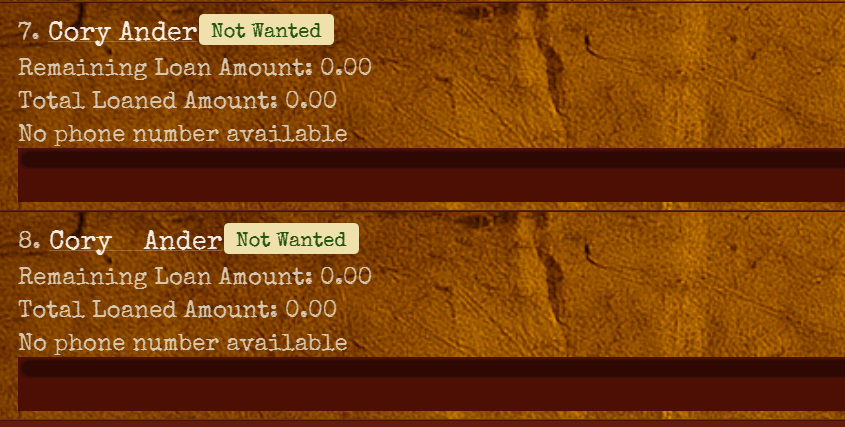 7. Cory Ander Not Wanted
Remaining Loan Amount: 0.00
Total Loaned Amount: 0.00
No phone number available
8. Cory   Ander Not Wanted
Remaining Loan Amount: 0.00
Total Loaned Amount: 0.00
No phone number available